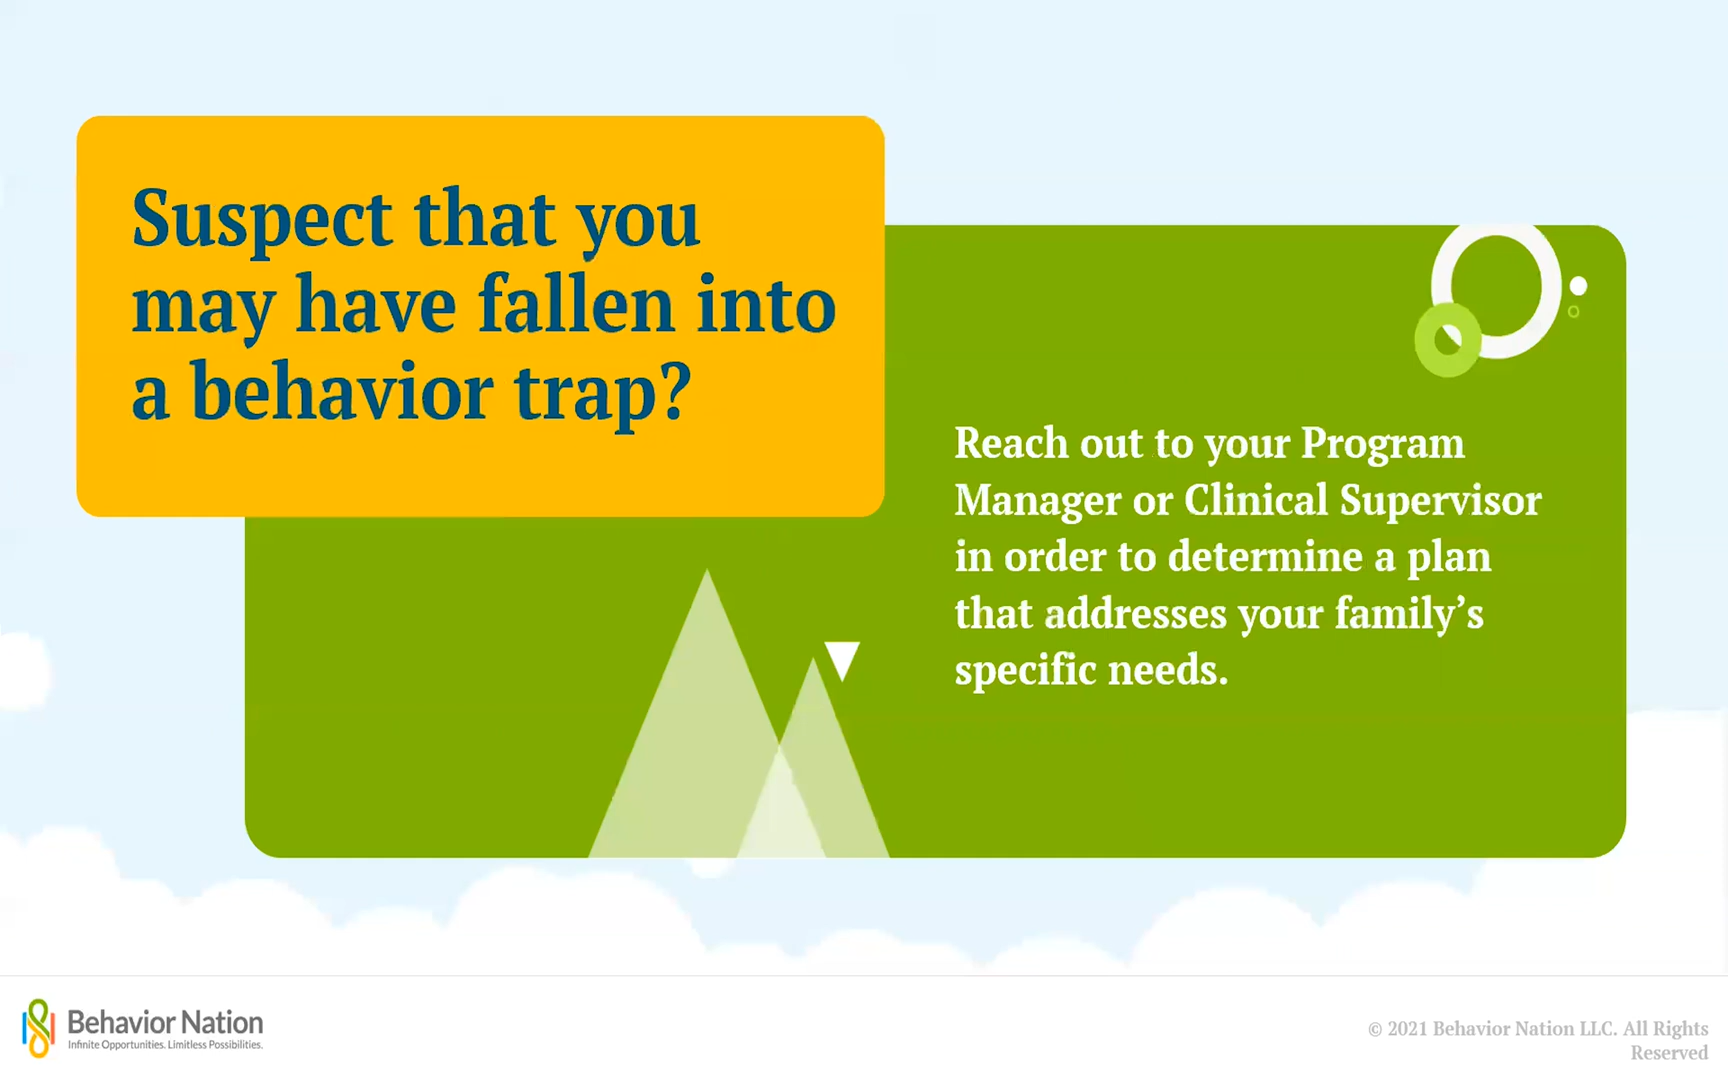 Suspect that you
may have fallen into
a behavior trap?
Reach out to your Program
Manager or Clinical Supervisor
in order to determine a plan
that addresses your family’s
specific needs.
Behavior Nation
Infinite Opportunities. Limitless Possibilities.
© 2021 Behavior Nation LLC. All Rights
Reserved